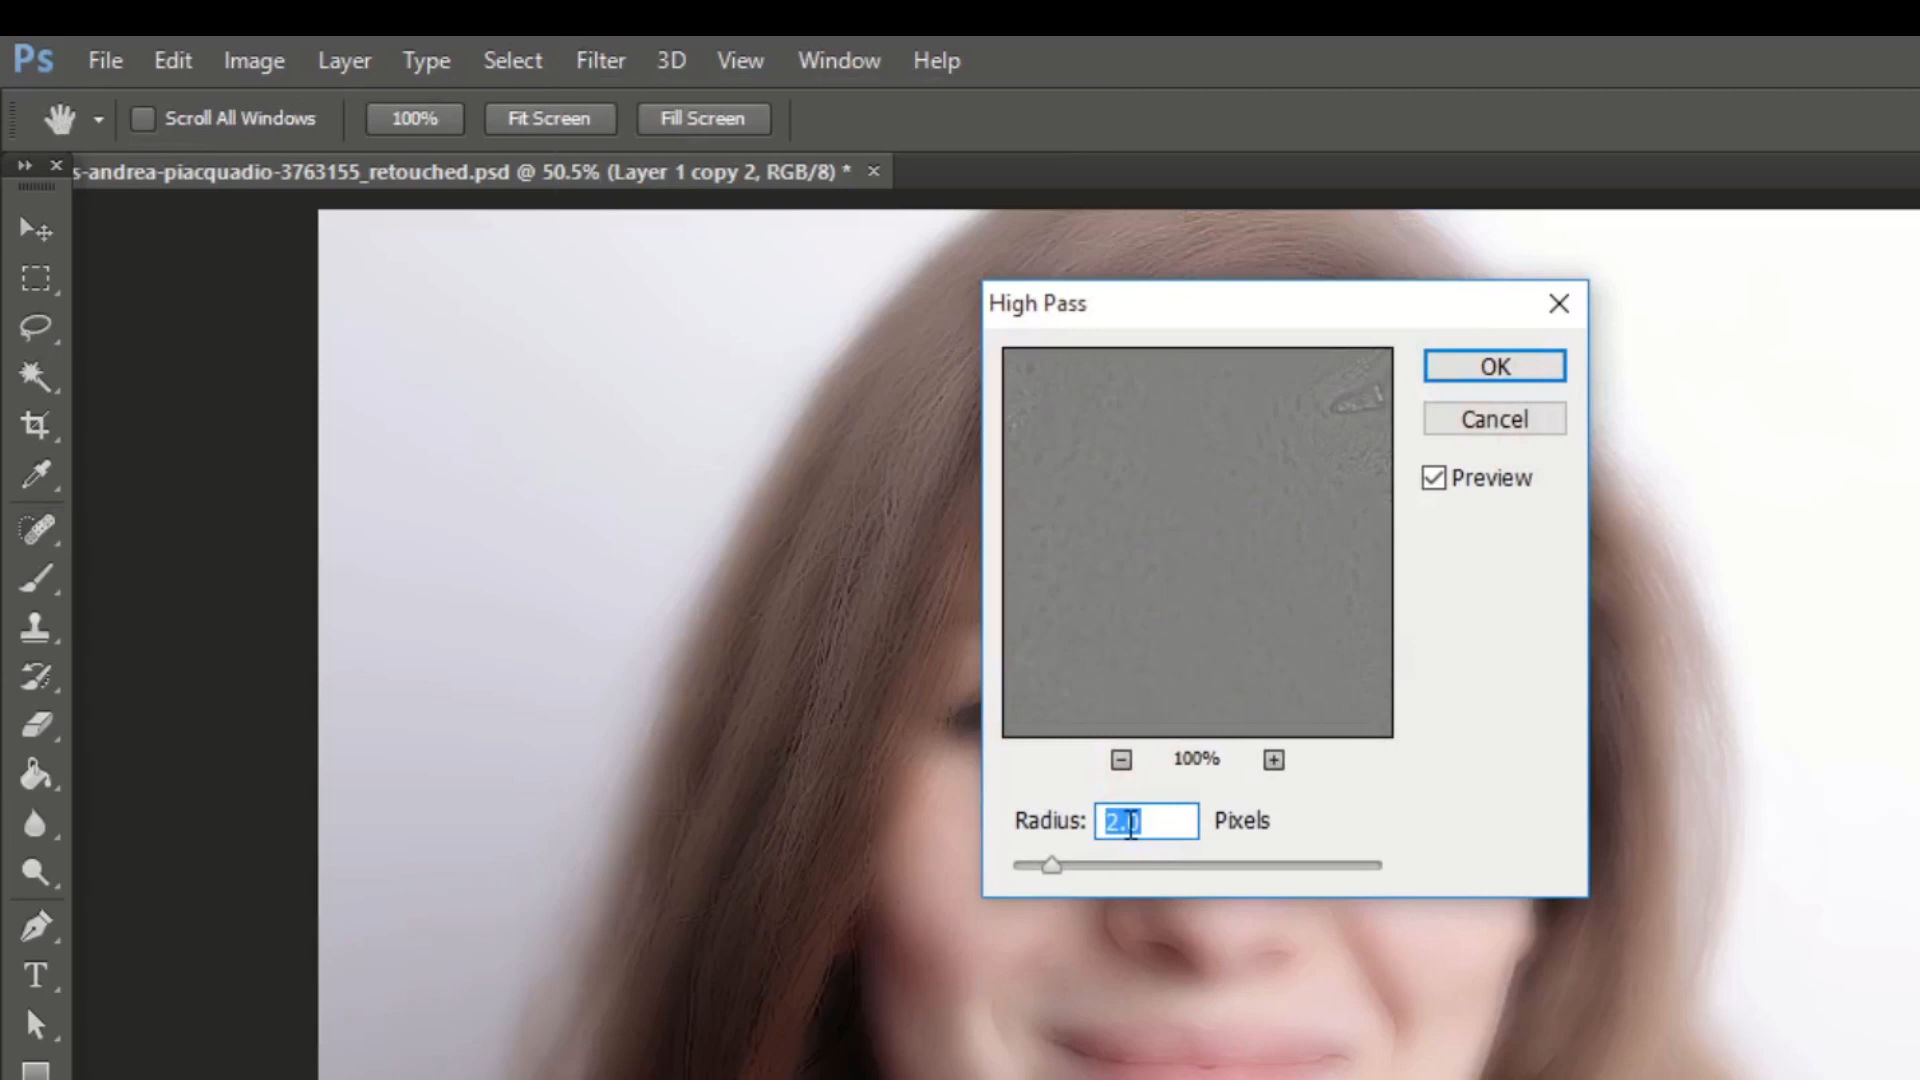 Ps File Edit Image Layer Type Select Filter 3D View Window Help
Scroll All Windows 100% Fit Screen Fill Screen
s-andrea-piacquadio-3763155_retouched.psd @ 50.5% (Layer 1 copy 2, RGB/8) *
High Pass
OK
Cancel
Preview
100%
Radius: 2.0 Pixels